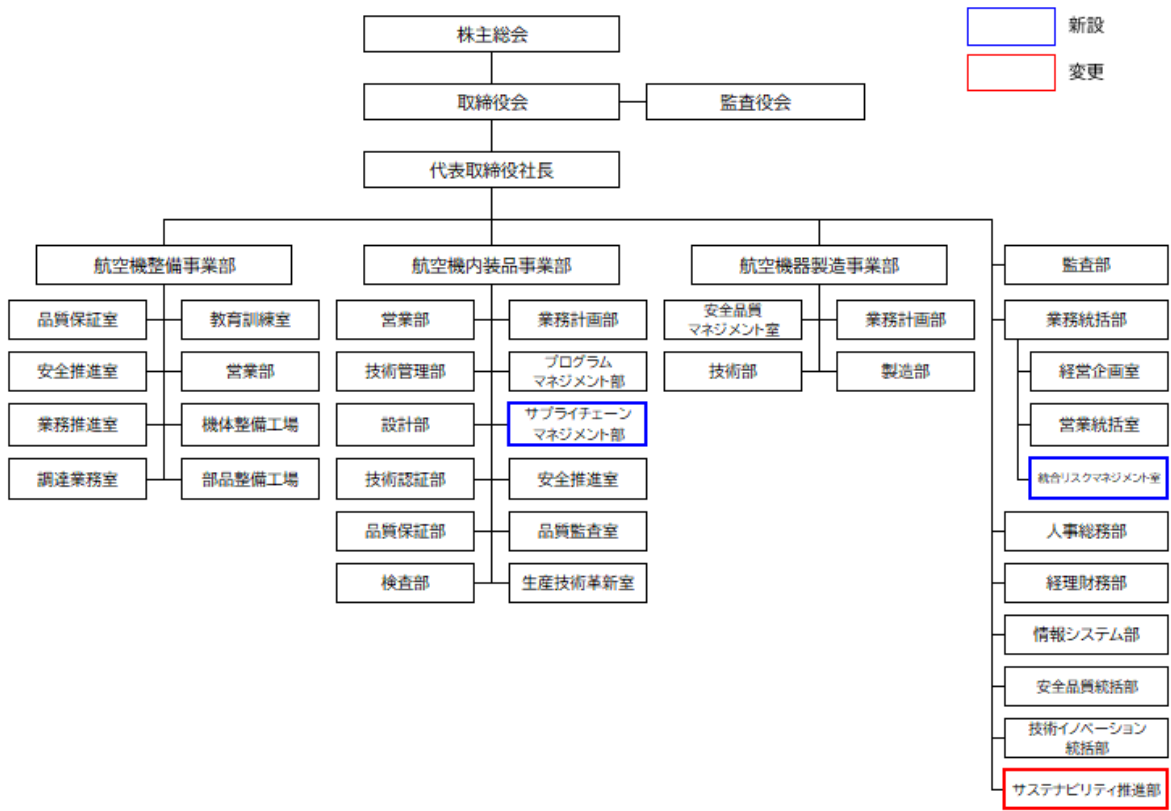 株主総会
新設
変更
取締役会
監査役会
代表取締役社長
航空機整備事業部
航空機内装品事業部
航空機器製造事業部
監査部
品質保証室
教育訓練室
営業部
業務計画部
安全品質
マネジメント室
業務計画部
業務統括部
安全推進室
営業部
技術管理部
プログラム
マネジメント部
技術部
製造部
経営企画室
業務推進室
機体整備工場
設計部
サプライチェーン
マネジメント部
営業統括室
調達業務室
部品整備工場
技術認証部
安全推進室
統合リスクマネジメント室
品質保証部
品質監査室
人事総務部
検査部
生産技術革新室
経理財務部
情報システム部
安全品質統括部
技術イノベーション
統括部
サステナビリティ推進部